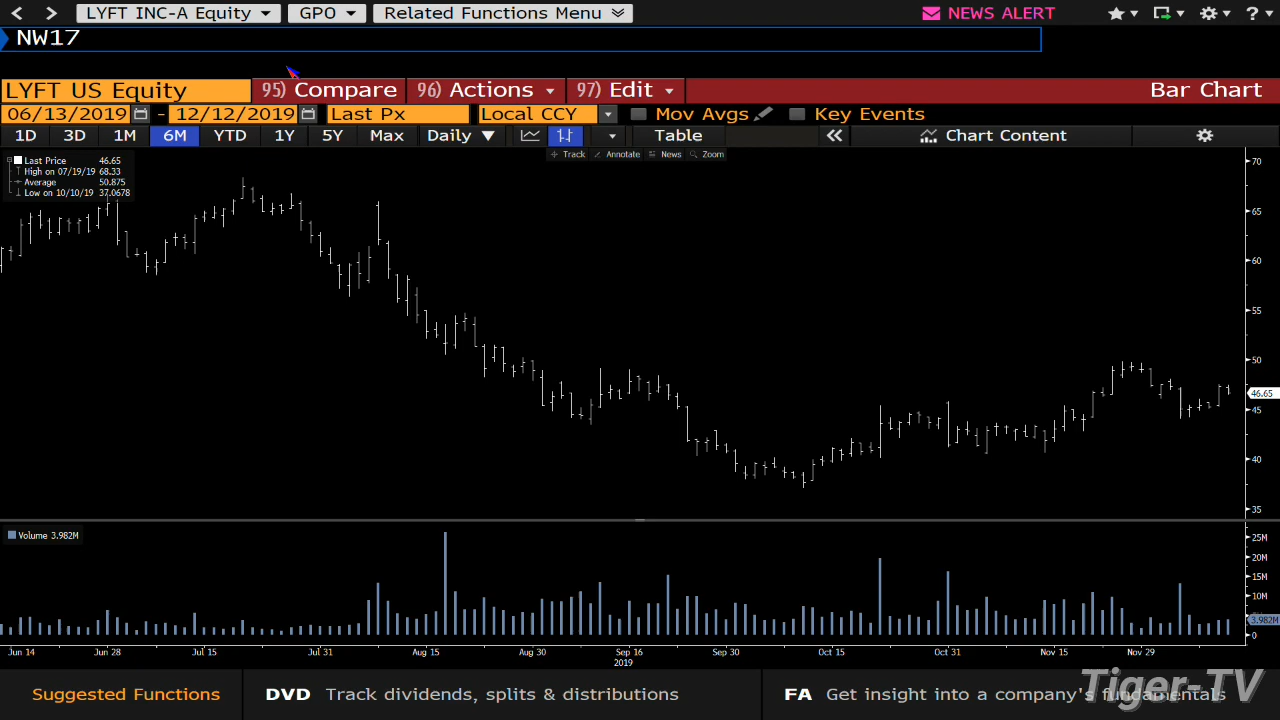 LYFT INC-A Equity GPO Related Functions Menu NEWS ALERT ?
NW17
LYFT US Equity 95) Compare 96) Actions 97) Edit Bar Chart
06/13/2019 - 12/12/2019 Last Px Local CCY Mov Avgs Key Events
1D 3D 1M 6M YTD 1Y 5Y Max Daily Table Chart Content
Track Annotate News Zoom
Last Price 46.65
High on 07/19/19 68.33
Average 50.875
Low on 10/10/19 37.0678
70
65
60
55
50
46.65
45
40
35
Volume 3.982M
25M
20M
15M
10M
3.982M
0
Jun 14 Jun 28 Jul 15 Jul 31 Aug 15 Aug 30 Sep 16 Sep 30 Oct 15 Oct 31 Nov 15 Nov 29
2019
Suggested Functions DVD Track dividends, splits & distributions FA Get insight into a company's fundamentals
Tiger-TV